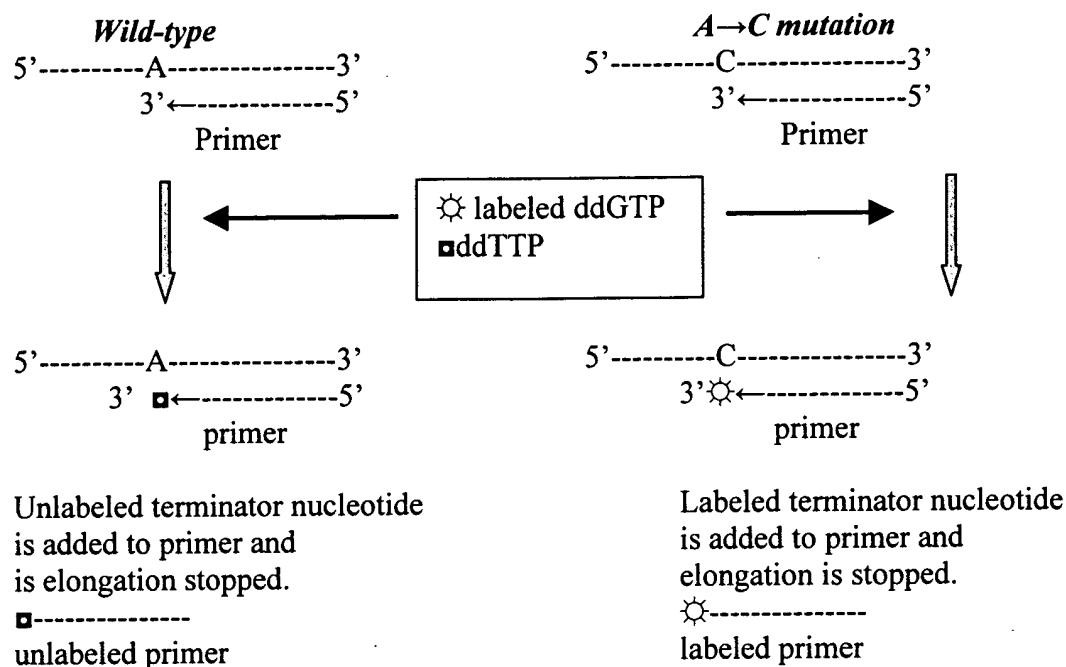 Wild-type
5'----------A----------------3'
3'←-------------5'
Primer
A→C mutation
5'----------C----------------3'
3'←-------------5'
Primer
☼ labeled ddGTP
◘ddTTP
5'----------A----------------3'
3' ◘←-------------5'
primer
5'----------C----------------3'
3'☼←-------------5'
primer
Unlabeled terminator nucleotide
is added to primer and
is elongation stopped.
◘---------------
unlabeled primer
Labeled terminator nucleotide
is added to primer and
elongation is stopped.
☼---------------
labeled primer